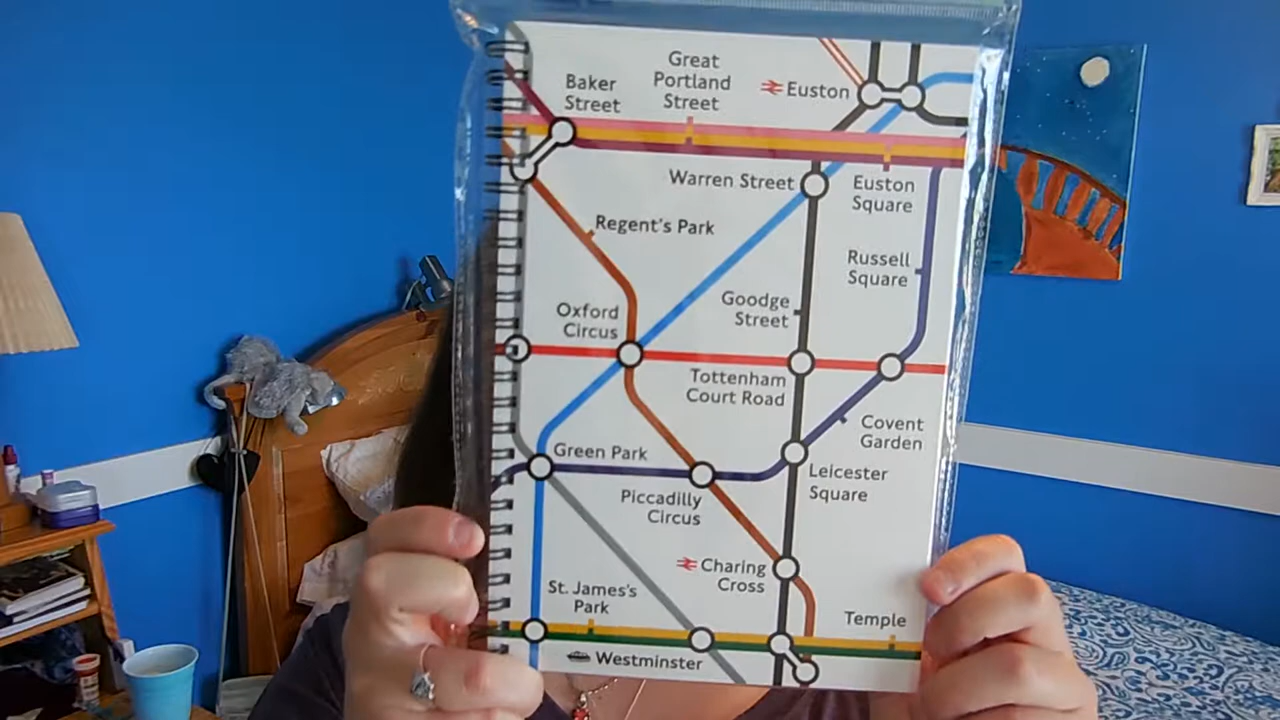 Great
Portland
Street
Baker
Street
Euston
Warren Street
Euston
Square
Regent's Park
Russell
Square
Goodge
Street
Oxford
Circus
Tottenham
Court Road
Covent
Garden
Green Park
Leicester
Square
Piccadilly
Circus
Charing
Cross
St. James's
Park
Temple
Westminster